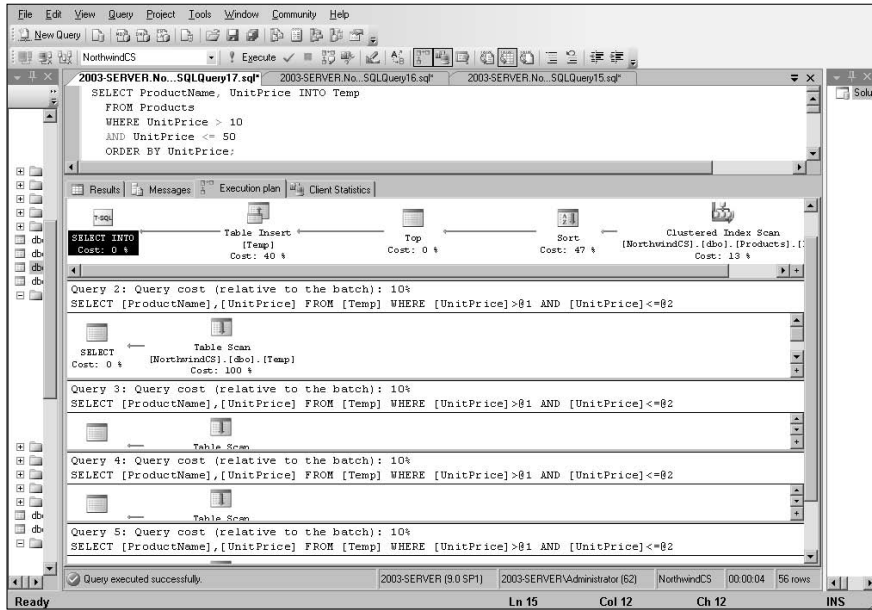 File Edit View Query Project Tools Window Community Help
New Query
NorthwindCS Execute
2003-SERVER.No...SQLQuery17.sql* 2003-SERVER.No...SQLQuery16.sql* 2003-SERVER.No...SQLQuery15.sql*
Solu
SELECT ProductName, UnitPrice INTO Temp
FROM Products
WHERE UnitPrice > 10
AND UnitPrice <= 50
ORDER BY UnitPrice;
Results Messages Execution plan Client Statistics
T-SQL
SELECT INTO
Cost: 0 %
Table Insert
[Temp]
Cost: 40 %
Top
Cost: 0 %
Sort
Cost: 47 %
Clustered Index Scan
[NorthwindCS].[dbo].[Products].[
Cost: 13 %
Query 2: Query cost (relative to the batch): 10%
SELECT [ProductName],[UnitPrice] FROM [Temp] WHERE [UnitPrice]>@1 AND [UnitPrice]<=@2
SELECT
Cost: 0 %
Table Scan
[NorthwindCS].[dbo].[Temp]
Cost: 100 %
Query 3: Query cost (relative to the batch): 10%
SELECT [ProductName],[UnitPrice] FROM [Temp] WHERE [UnitPrice]>@1 AND [UnitPrice]<=@2
Table Scan
Query 4: Query cost (relative to the batch): 10%
SELECT [ProductName],[UnitPrice] FROM [Temp] WHERE [UnitPrice]>@1 AND [UnitPrice]<=@2
Table Scan
Query 5: Query cost (relative to the batch): 10%
SELECT [ProductName],[UnitPrice] FROM [Temp] WHERE [UnitPrice]>@1 AND [UnitPrice]<=@2
dbo
dbo
db
dbo
dbo
dbo
Query executed successfully. 2003-SERVER (9.0 SP1) 2003-SERVER\Administrator (62) NorthwindCS 00:00:04 56 rows
Ready Ln 15 Col 12 Ch 12 INS